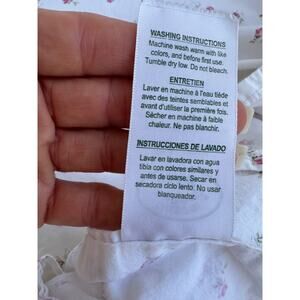 WASHING INSTRUCTIONS
Machine wash warm with like
colors, and before first use.
Tumble dry low. Do not bleach.
ENTRETIEN
Laver en machine à l'eau tiède
avec des teintes semblables et
avant d'utiliser la première fois.
Sécher en machine à faible
chaleur. Ne pas blanchir.
INSTRUCCIONES DE LAVADO
Lavar en lavadora con agua
tibia con colores similares y
antes de usarse. Secar en
secadora ciclo lento. No usar
blanqueador.